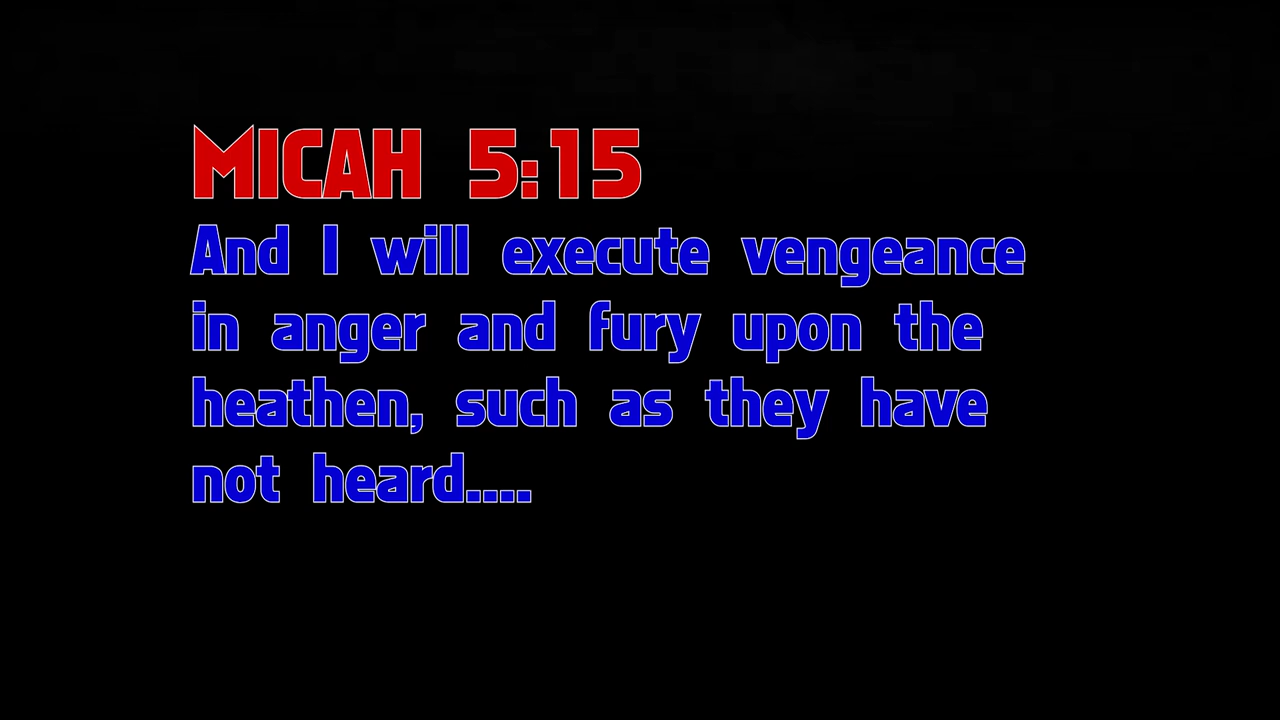 MICAH 5:15
And I will execute vengeance
in anger and fury upon the
heathen, such as they have
not heard....